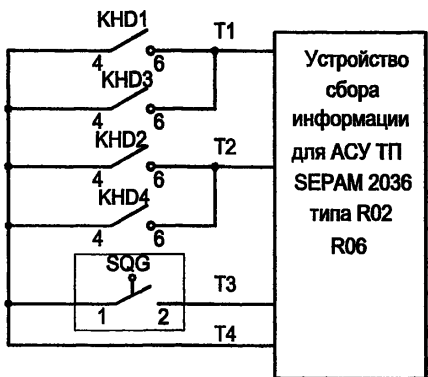 KHD1
T1
4 6
KHD3
4 6
KHD2
T2
4 6
KHD4
4 6
SQG
1 2
T3
T4
Устройство
сбора
информации
для АСУ ТП
SEPAM 2036
типа R02
R06